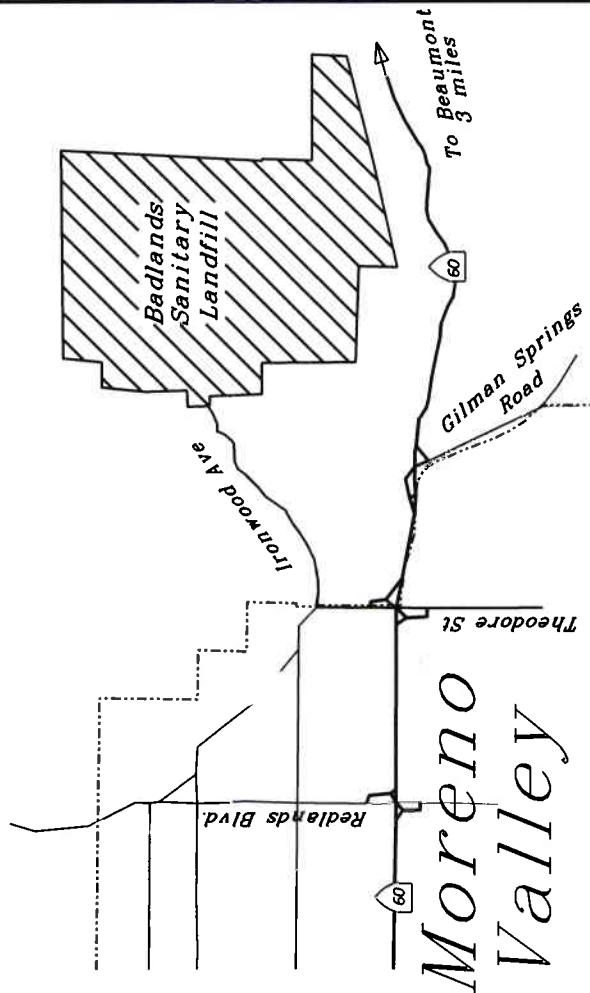 To Beaumont
3 miles
Badlands
Sanitary
Landfill
60
Gilman Springs
Road
Ironwood Ave
Theodore St
Redlands Blvd.
60
Moreno
Valley